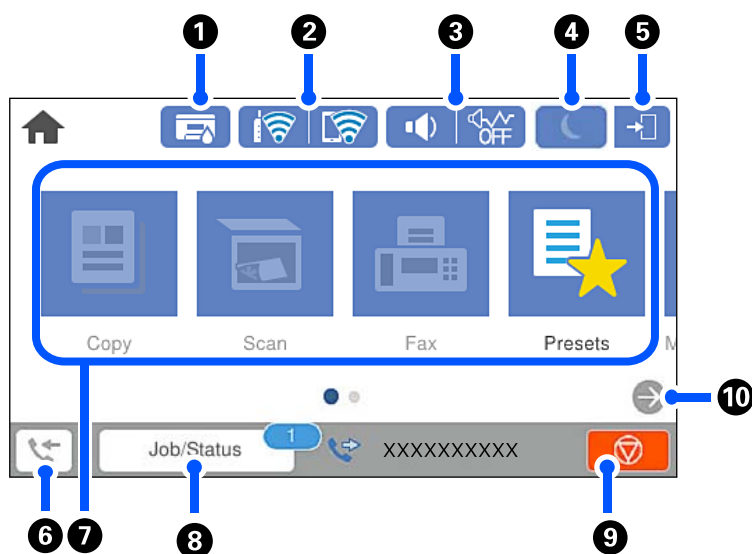 1 2 3 4 5
OFF
Copy Scan Fax Presets M
10
1
Job/Status XXXXXXXXXX
6 7 8 9